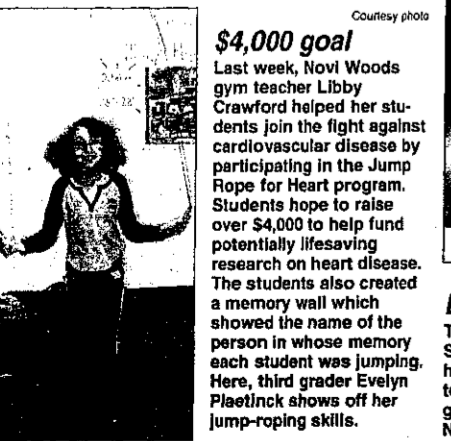 Courtesy photo
$4,000 goal
Last week, Novi Woods
gym teacher Libby
Crawford helped her stu-
dents join the fight against
cardiovascular disease by
participating in the Jump
Rope for Heart program.
Students hope to raise
over $4,000 to help fund
potentially lifesaving
research on heart disease.
The students also created
a memory wall which
showed the name of the
person in whose memory
each student was jumping.
Here, third grader Evelyn
Plaetinck shows off her
jump-roping skills.